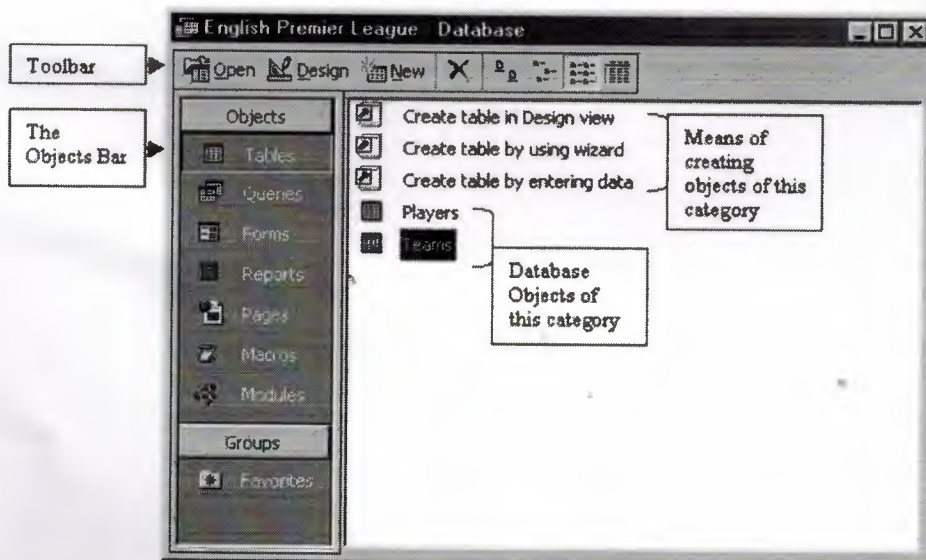 English Premier League Database
Toolbar
Open Design New
The
Objects Bar
Objects
Tables
Queries
Forms
Reports
Pages
Macros
Modules
Groups
Favorites
Create table in Design view
Create table by using wizard
Create table by entering data
Players
Teams
Means of
creating
objects of this
category
Database
Objects of
this category